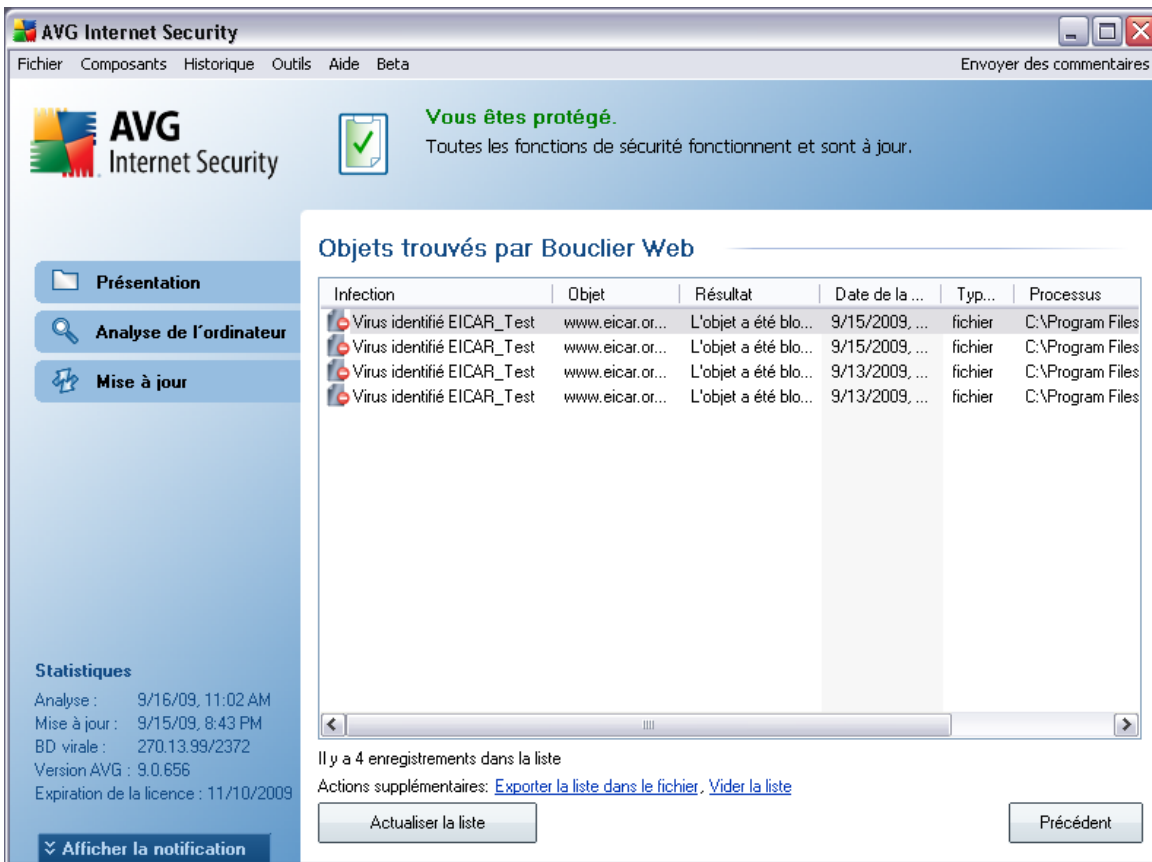 AVG Internet Security
Fichier Composants Historique Outils Aide Beta Envoyer des commentaires
AVG
Internet Security
Vous êtes protégé.
Toutes les fonctions de sécurité fonctionnent et sont à jour.
Présentation
Analyse de l'ordinateur
Mise à jour
Objets trouvés par Bouclier Web
Infection Objet Résultat Date de la ... Typ... Processus
Virus identifié EICAR_Test www.eicar.or... L'objet a été blo... 9/15/2009, ... fichier C:\Program Files
Virus identifié EICAR_Test www.eicar.or... L'objet a été blo... 9/15/2009, ... fichier C:\Program Files
Virus identifié EICAR_Test www.eicar.or... L'objet a été blo... 9/13/2009, ... fichier C:\Program Files
Virus identifié EICAR_Test www.eicar.or... L'objet a été blo... 9/13/2009, ... fichier C:\Program Files
Il y a 4 enregistrements dans la liste
Actions supplémentaires: Exporter la liste dans le fichier, Vider la liste
Actualiser la liste Précédent
Statistiques
Analyse : 9/16/09, 11:02 AM
Mise à jour : 9/15/09, 8:43 PM
BD virale : 270.13.99/2372
Version AVG : 9.0.656
Expiration de la licence : 11/10/2009
Afficher la notification